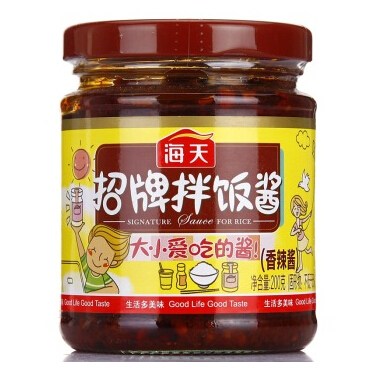 海天
招牌拌饭酱
SIGNATURE Sauce FOR RICE
大小爱吃的酱!
(香辣酱)
净含量:200克
Good Life Good Taste 生活多美味 Good Life Good Taste 生活多美味 Good Life